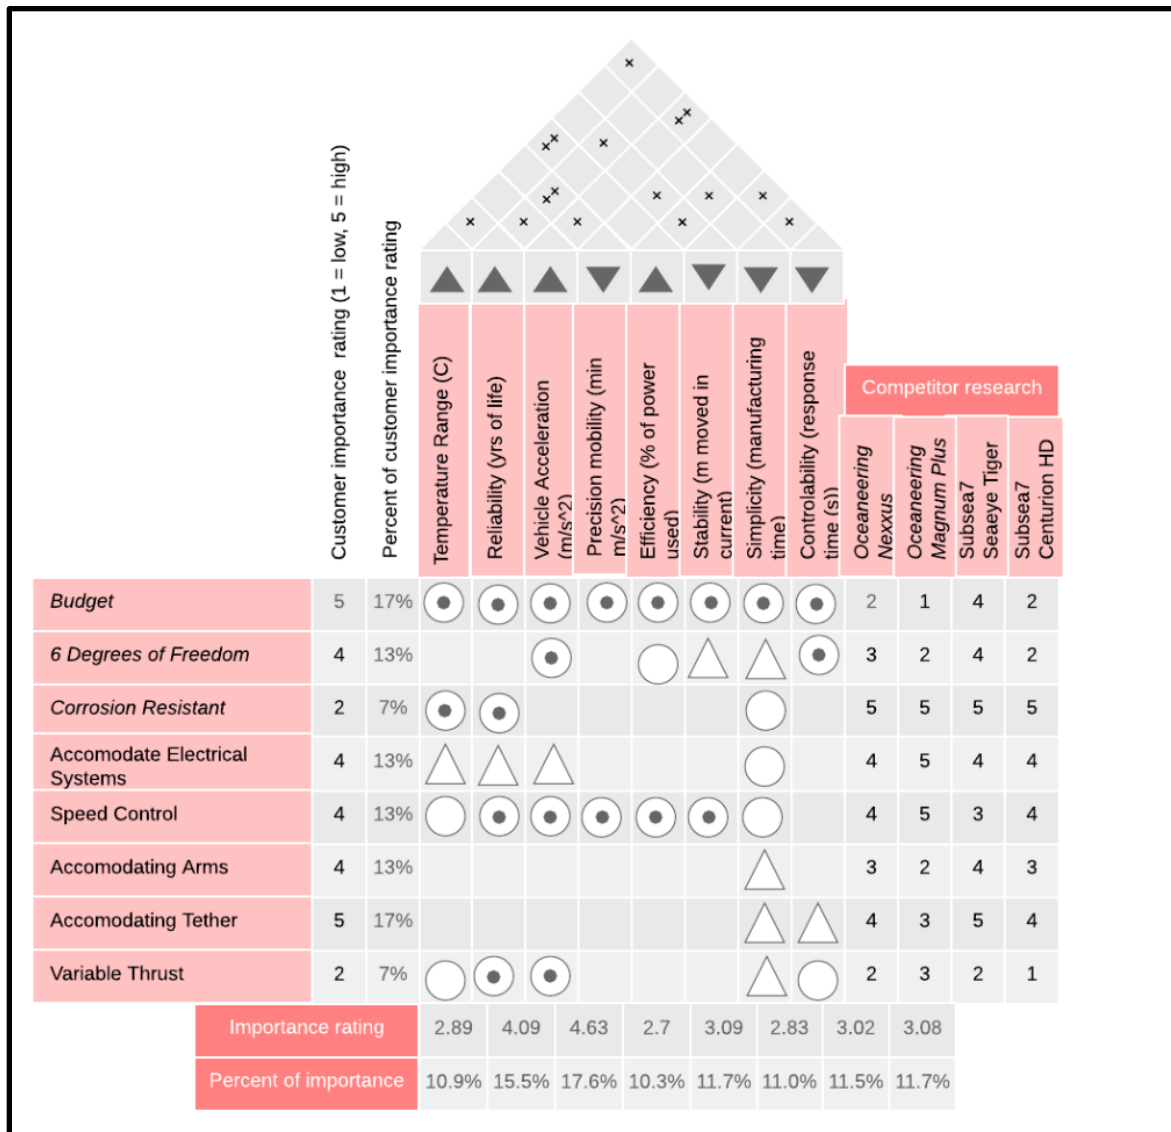 Customer importance rating (1 = low, 5 = high)
Percent of customer importance rating
Temperature Range (C)
Reliability (yrs of life)
Vehicle Acceleration
(m/s^2)
Precision mobility (min
m/s^2)
Efficiency (% of power
used)
Stability (m moved in
current)
Simplicity (manufacturing
time)
Controlability (response
time (s))
Competitor research
Oceaneering
Nexxus
Oceaneering
Magnum Plus
Subsea7
Seaeye Tiger
Subsea7
Centurion HD
Budget 5 17% 2 1 4 2
6 Degrees of Freedom 4 13% 3 2 4 2
Corrosion Resistant 2 7% 5 5 5 5
Accomodate Electrical
Systems 4 13% 4 5 4 4
Speed Control 4 13% 4 5 3 4
Accomodating Arms 4 13% 3 2 4 3
Accomodating Tether 5 17% 4 3 5 4
Variable Thrust 2 7% 2 3 2 1
Importance rating 2.89 4.09 4.63 2.7 3.09 2.83 3.02 3.08
Percent of importance 10.9% 15.5% 17.6% 10.3% 11.7% 11.0% 11.5% 11.7%